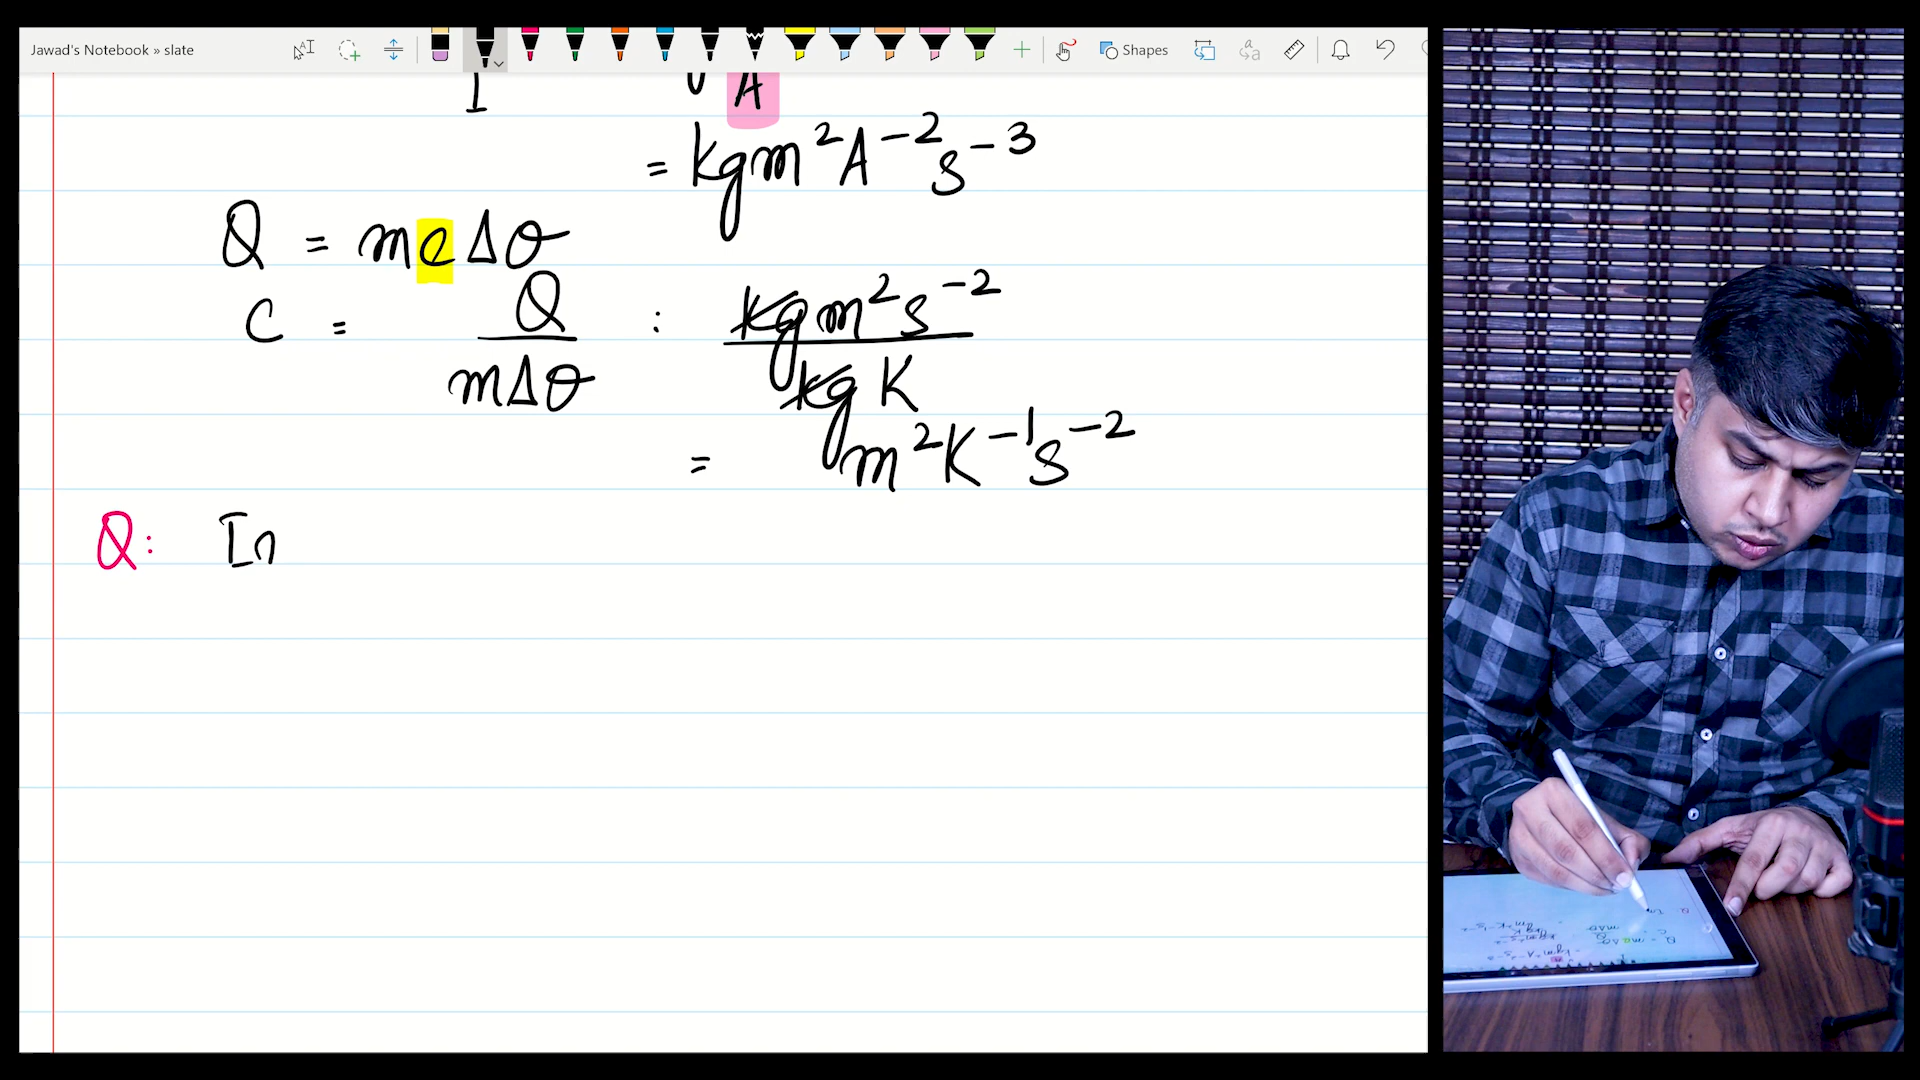 Jawad's Notebook » slate
Shapes
I A
= kgm²A⁻²s⁻³
Q = mcΔθ
C = Q / mΔθ : kgm²s⁻² / kg K
= m²K⁻¹s⁻²
Q: In